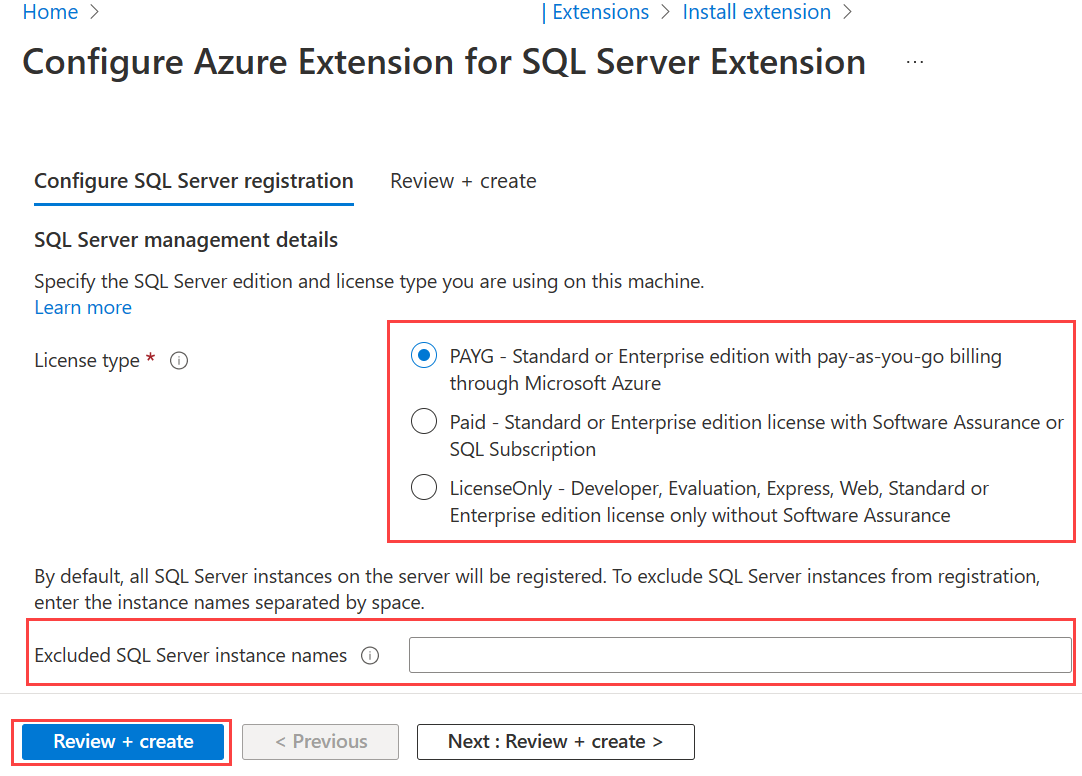 Home > | Extensions > Install extension >
Configure Azure Extension for SQL Server Extension ...
Configure SQL Server registration Review + create
SQL Server management details
Specify the SQL Server edition and license type you are using on this machine.
Learn more
License type *
PAYG - Standard or Enterprise edition with pay-as-you-go billing
through Microsoft Azure
Paid - Standard or Enterprise edition license with Software Assurance or
SQL Subscription
LicenseOnly - Developer, Evaluation, Express, Web, Standard or
Enterprise edition license only without Software Assurance
By default, all SQL Server instances on the server will be registered. To exclude SQL Server instances from registration,
enter the instance names separated by space.
Excluded SQL Server instance names
Review + create < Previous Next : Review + create >